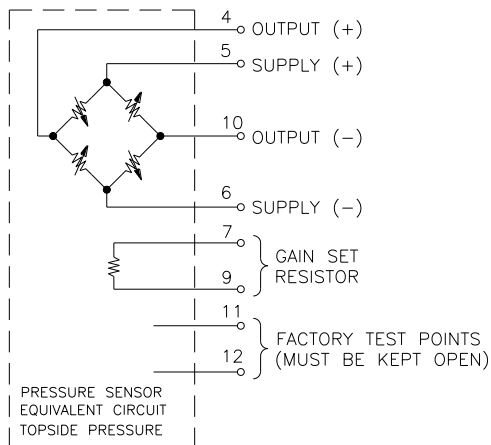 4 OUTPUT (+)
5 SUPPLY (+)
10 OUTPUT (-)
6 SUPPLY (-)
7
9
GAIN SET
RESISTOR
11
12
FACTORY TEST POINTS
(MUST BE KEPT OPEN)
PRESSURE SENSOR
EQUIVALENT CIRCUIT
TOPSIDE PRESSURE